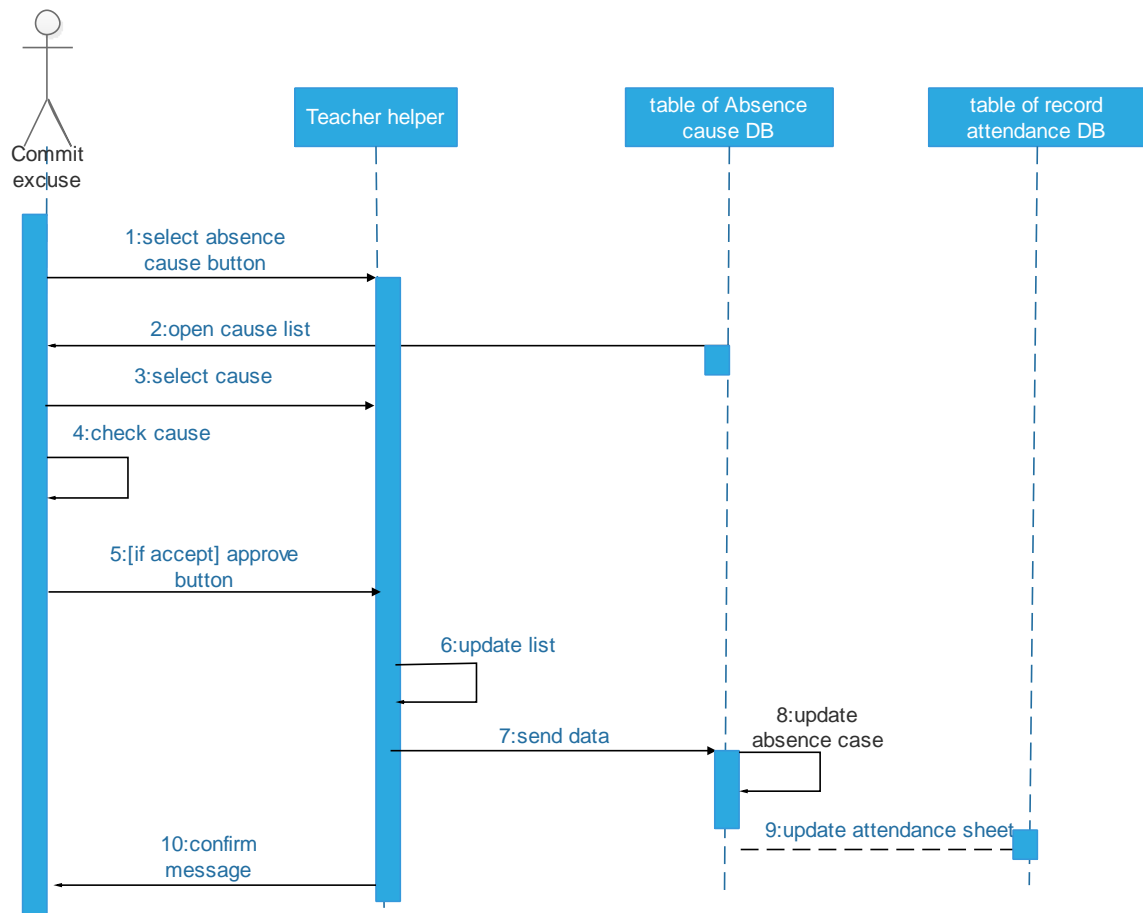 Teacher helper
table of Absence
cause DB
table of record
attendance DB
Commit
excuse
1:select absence
cause button
2:open cause list
3:select cause
4:check cause
5:[if accept] approve
button
6:update list
7:send data
8:update
absence case
9:update attendance sheet
10:confirm
message